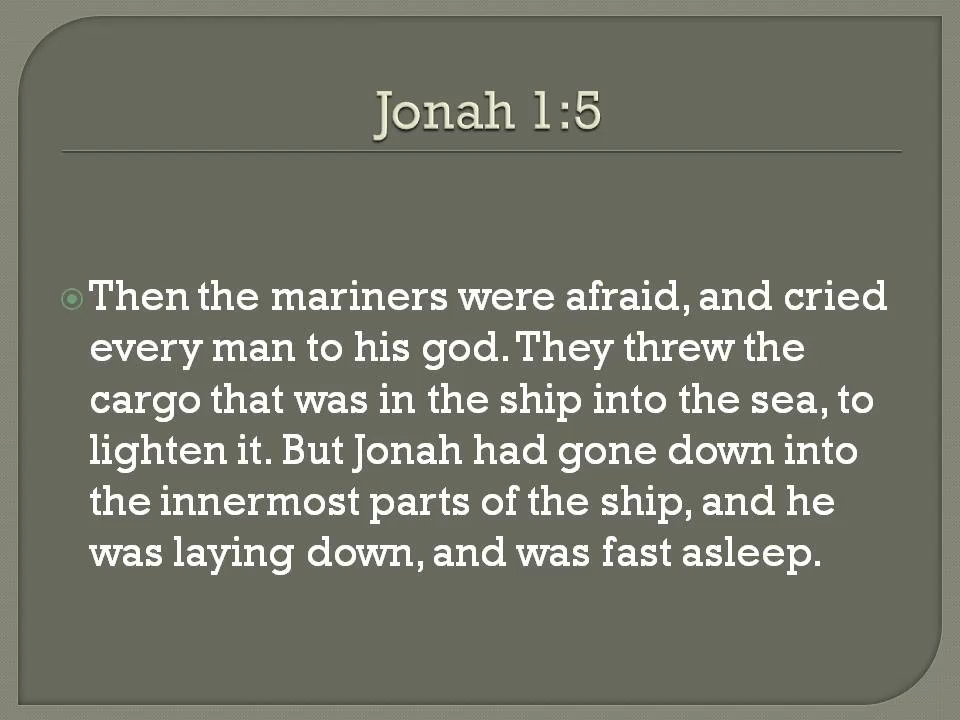 Jonah 1:5
Then the mariners were afraid, and cried
every man to his god. They threw the
cargo that was in the ship into the sea, to
lighten it. But Jonah had gone down into
the innermost parts of the ship, and he
was laying down, and was fast asleep.